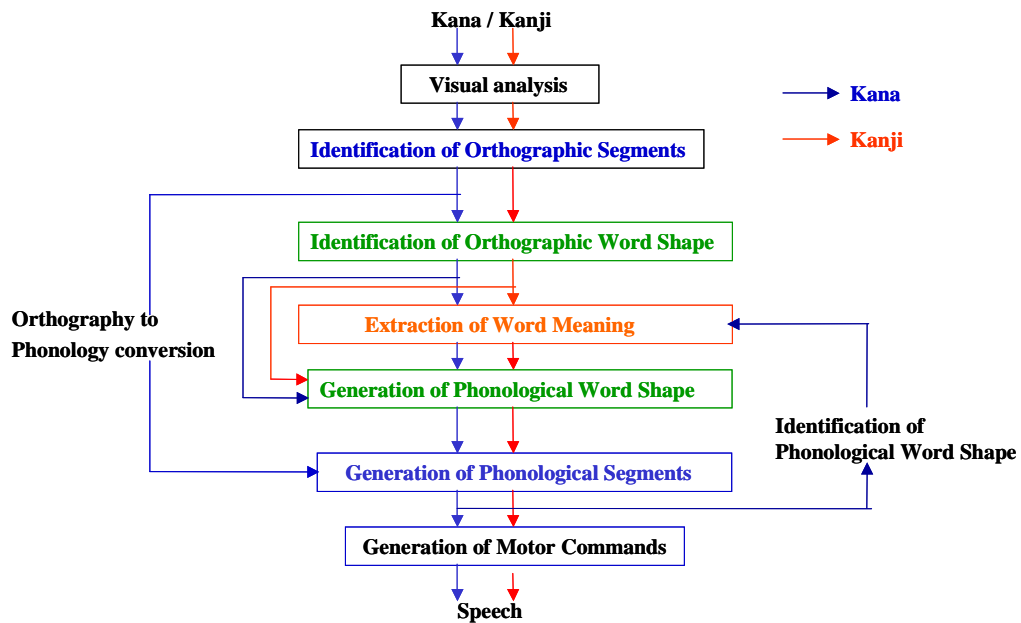 Kana / Kanji
Visual analysis
Kana
Identification of Orthographic Segments
Kanji
Identification of Orthographic Word Shape
Orthography to
Phonology conversion
Extraction of Word Meaning
Generation of Phonological Word Shape
Identification of
Phonological Word Shape
Generation of Phonological Segments
Generation of Motor Commands
Speech